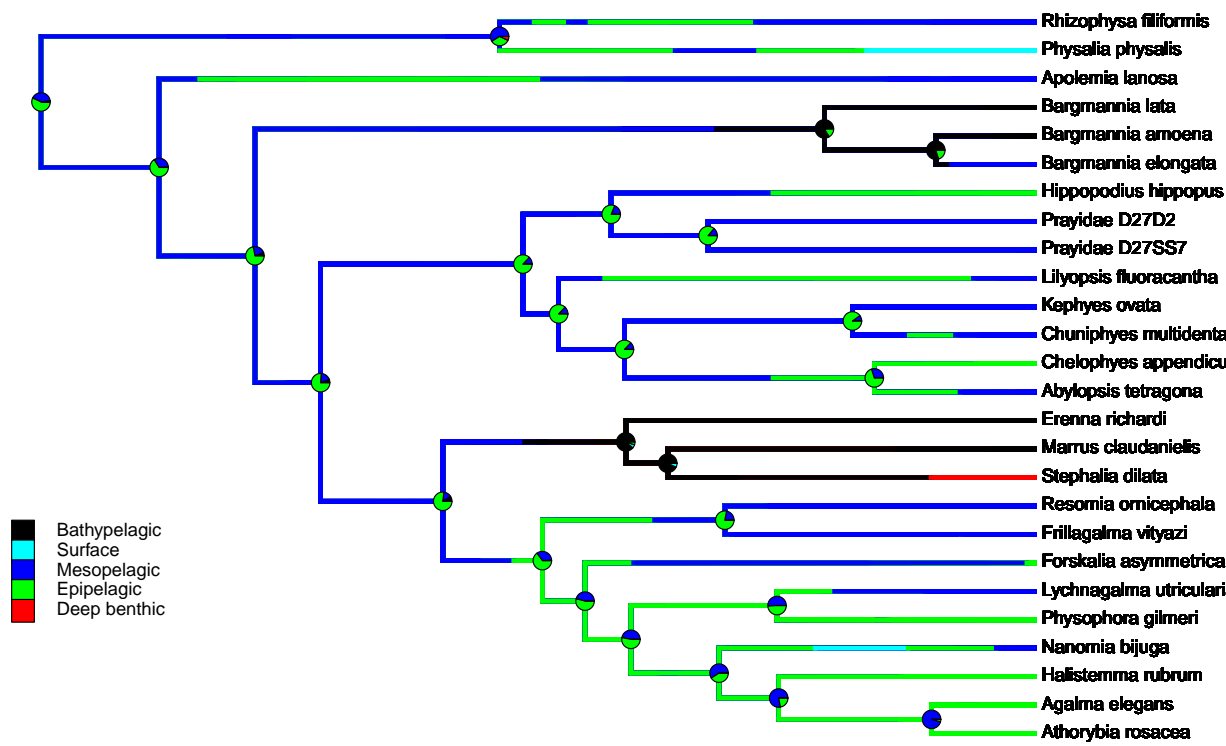 Rhizophysa filiformis
Physalia physalis
Apolemia lanosa
Bargmannia lata
Bargmannia amoena
Bargmannia elongata
Hippopodius hippopus
Prayidae D27D2
Prayidae D27SS7
Lilyopsis fluoracantha
Kephyes ovata
Chuniphyes multidenta
Chelophyes appendicu
Abylopsis tetragona
Erenna richardi
Marrus claudanielis
Stephalia dilata
Resomia ornicephala
Frillagalma vityazi
Forskalia asymmetrica
Lychnagalma utriculari
Physophora gilmeri
Nanomia bijuga
Halistemma rubrum
Agalma elegans
Athorybia rosacea
Bathypelagic
Surface
Mesopelagic
Epipelagic
Deep benthic